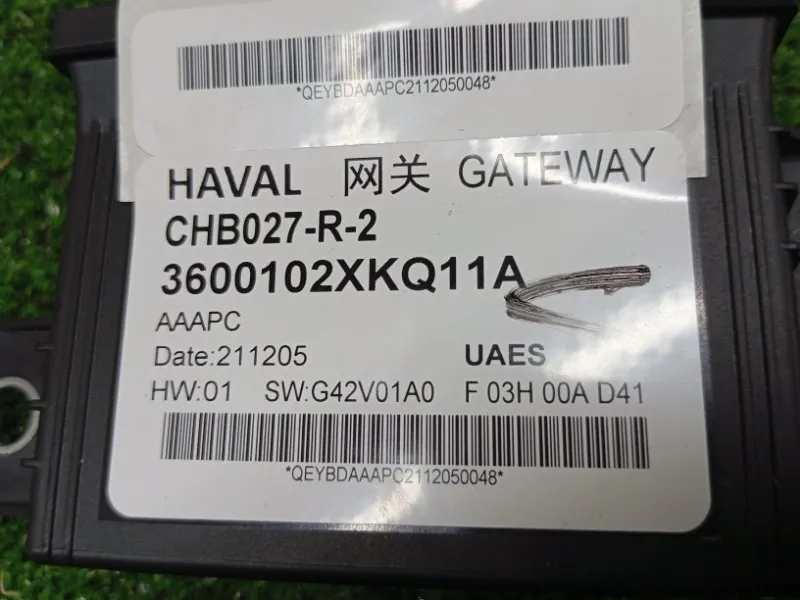 *QEYBDAAAPC2112050048*
HAVAL 网关 GATEWAY
CHB027-R-2
3600102XKQ11A
AAAPC
Date:211205 UAES
HW:01 SW:G42V01A0 F 03H 00A D41
*QEYBDAAAPC2112050048*